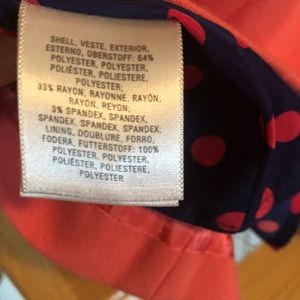 SHELL, VESTE, EXTERIOR,
ESTERNO, OBERSTOFF: 64%
POLYESTER, POLYESTER,
POLIÉSTER, POLIESTERE,
POLYESTER;
33% RAYON, RAYONNE, RAYÓN,
RAYON, REYON;
3% SPANDEX, SPANDEX,
SPANDEX, SPANDEX, SPANDEX;
LINING, DOUBLURE, FORRO,
FODERA, FUTTERSTOFF: 100%
POLYESTER, POLYESTER,
POLIÉSTER, POLIESTERE,
POLYESTER